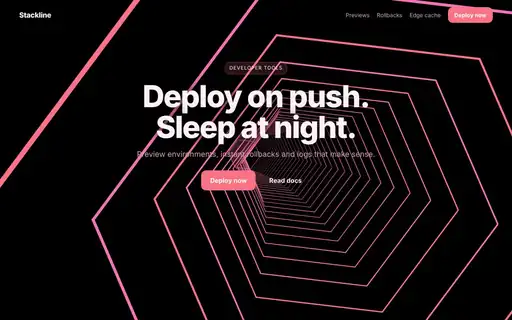 Stackline
Previews Rollbacks Edge cache Deploy now
DEVELOPER TOOLS
Deploy on push.
Sleep at night.
Preview environments, instant rollbacks and logs that make sense.
Deploy now Read docs